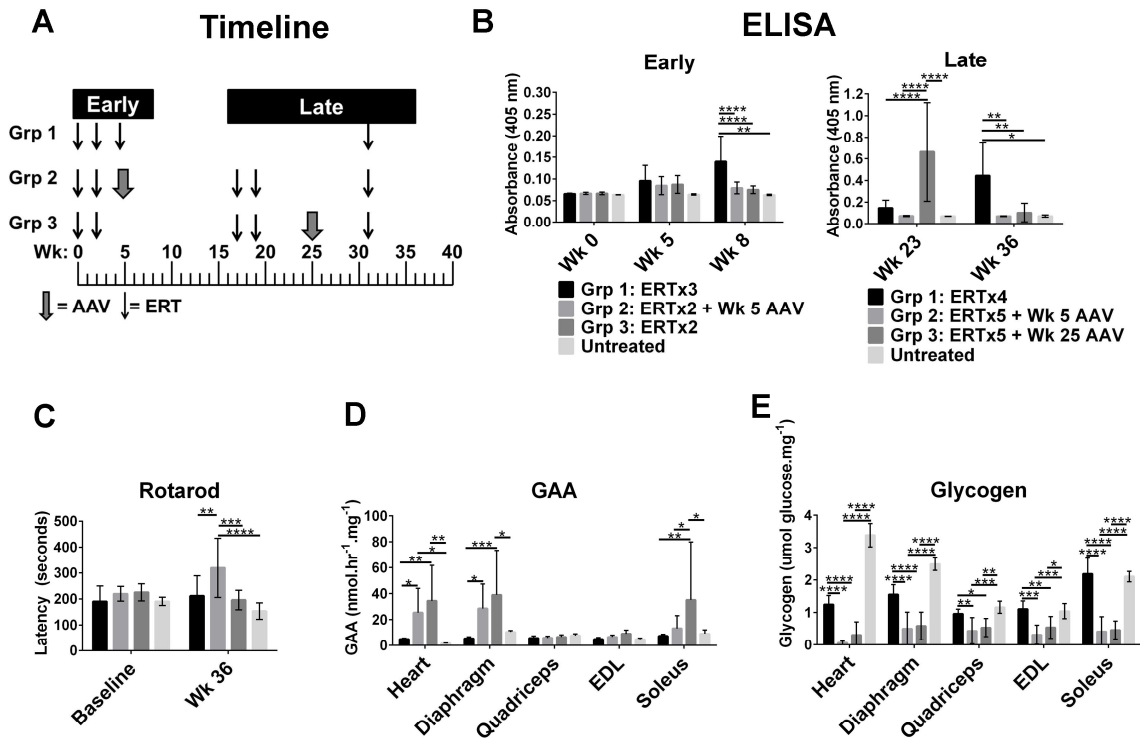 A
Timeline
Early
Late
Grp 1
Grp 2
Grp 3
Wk: 0 5 10 15 20 25 30 35 40
= AAV
= ERT
B
ELISA
Early
Absorbance (405 nm)
0.30
0.25
0.20
0.15
0.10
0.05
0.00
****
****
**
Wk 0
Wk 5
Wk 8
Grp 1: ERTx3
Grp 2: ERTx2 + Wk 5 AAV
Grp 3: ERTx2
Untreated
Late
Absorbance (405 nm)
1.2
1.0
0.8
0.6
0.4
0.2
0.0
****
****
****
**
**
*
Wk 23
Wk 36
Grp 1: ERTx4
Grp 2: ERTx5 + Wk 5 AAV
Grp 3: ERTx5 + Wk 25 AAV
Untreated
C
Rotarod
Latency (seconds)
500
400
300
200
100
0
**
***
****
Baseline
Wk 36
D
GAA
GAA (nmol.hr-1.mg-1)
100
80
60
40
20
0
**
*
**
*
*
***
*
*
*
**
Heart
Diaphragm
Quadriceps
EDL
Soleus
E
Glycogen
Glycogen (umol glucose.mg-1)
4
3
2
1
0
****
****
****
****
****
****
****
****
**
***
*
**
*
***
**
***
****
****
****
****
Heart
Diaphragm
Quadriceps
EDL
Soleus